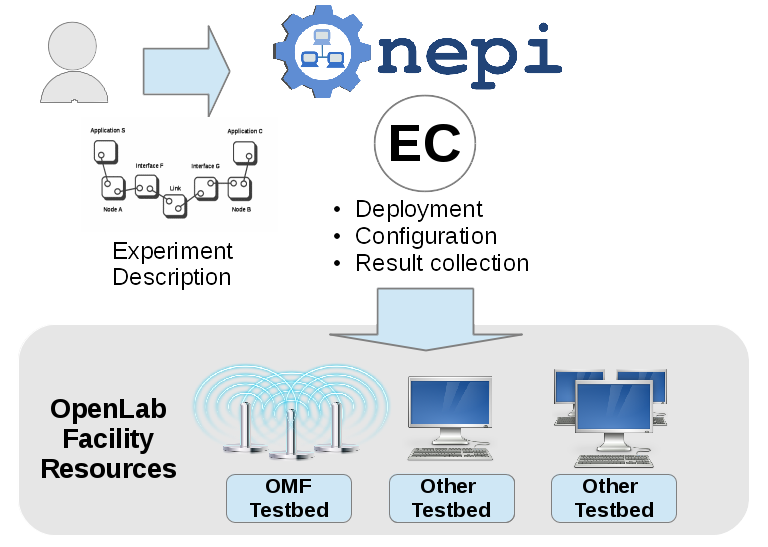 nepi
Application S
Application C
Interface F
Interface G
Link
Node A
Node B
Experiment
Description
EC
• Deployment
• Configuration
• Result collection
OpenLab
Facility
Resources
OMF
Testbed
Other
Testbed
Other
Testbed